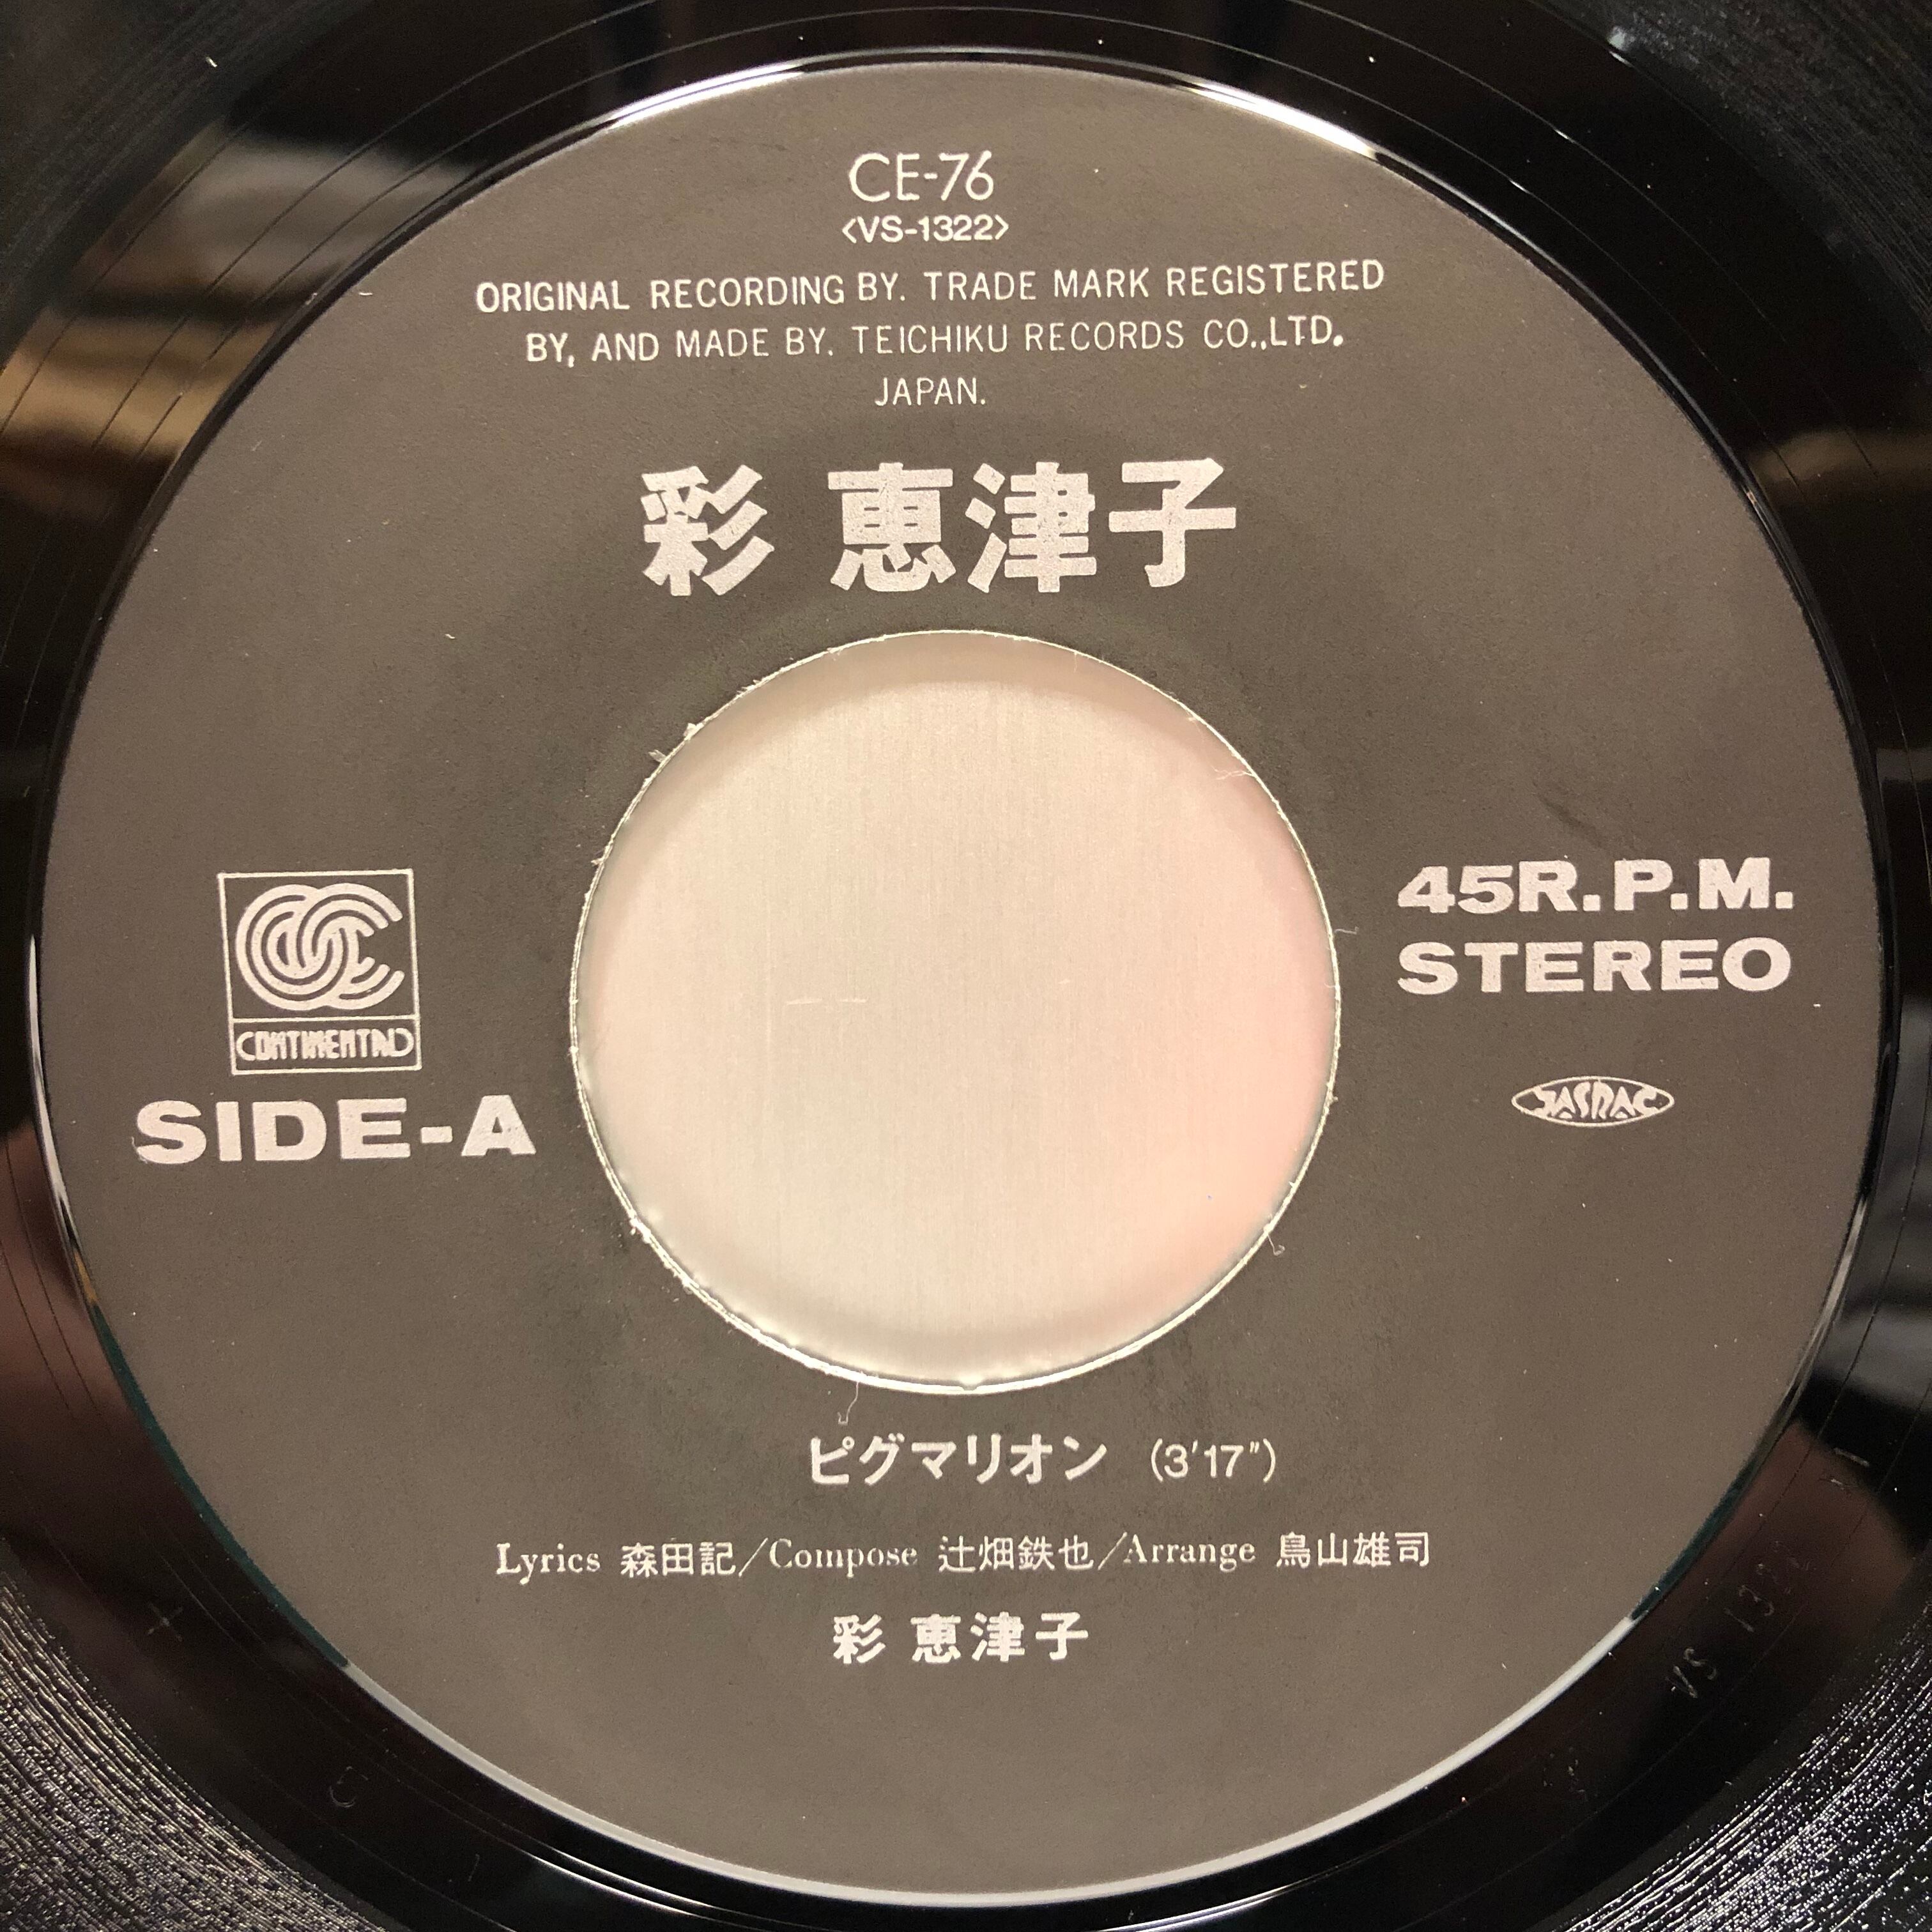 CE-76
<VS-1322>
ORIGINAL RECORDING BY. TRADE MARK REGISTERED
BY, AND MADE BY. TEICHIKU RECORDS CO.,LTD.
JAPAN.
彩 恵津子
CONTINENTAL
SIDE-A
45R.P.M.
STEREO
JASRAC
ピグマリオン (3'17")
Lyrics 森田記/Compose 辻畑鉄也/Arrange 鳥山雄司
彩 恵津子